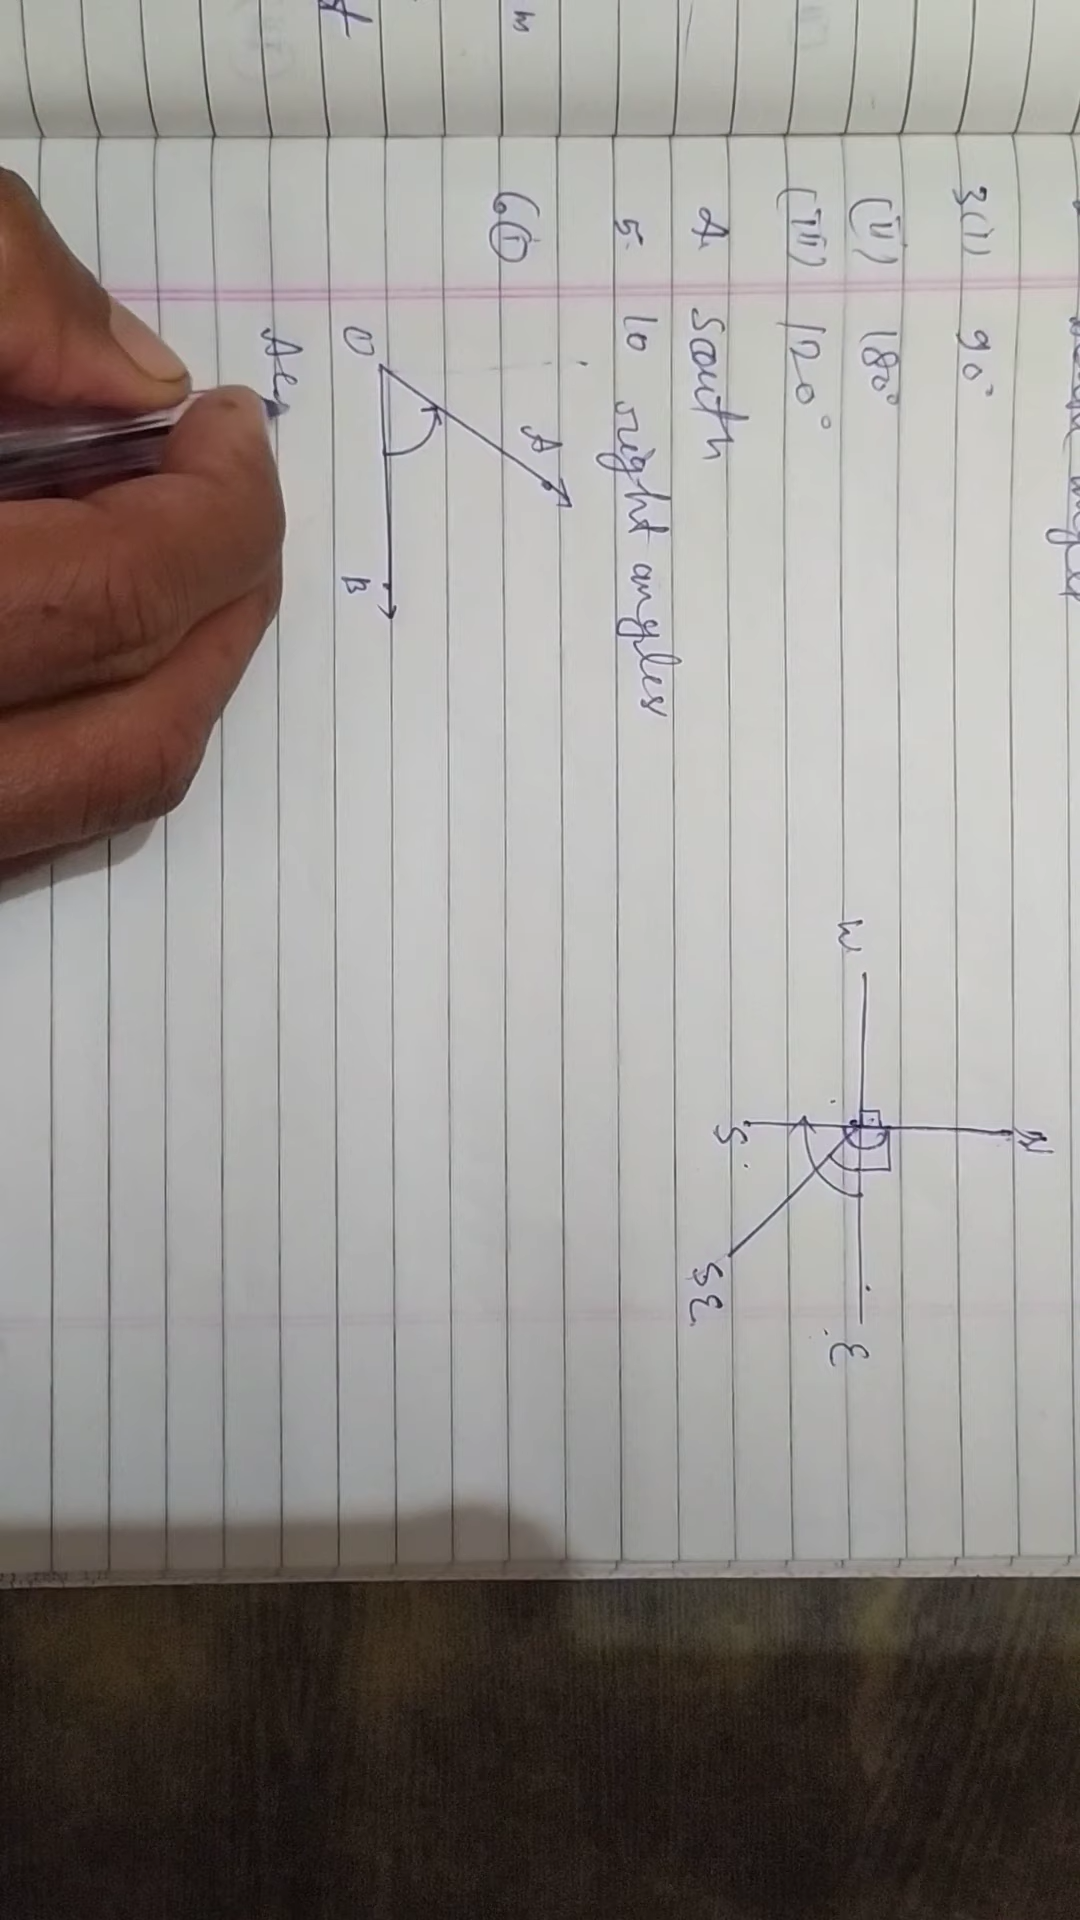 3(i) 90°
(ii) 180°
(iii) 120°
N
W
E
S
SE
4. South
5. 10 right angles
6(i)
A
O
B